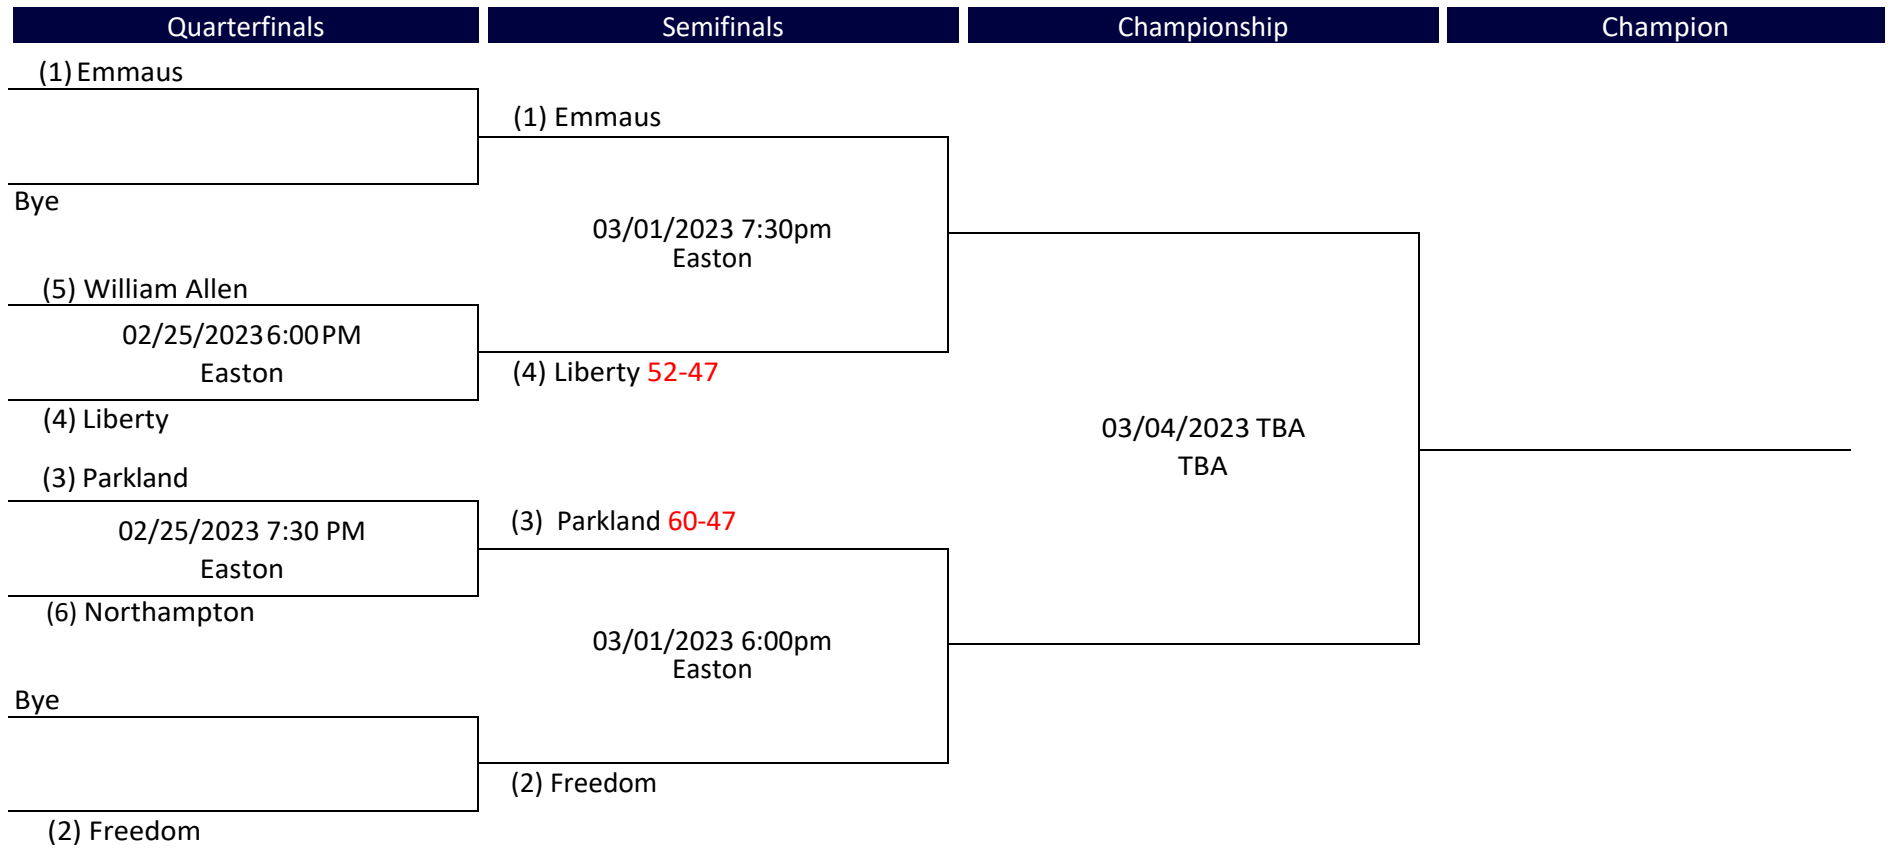 Quarterfinals Semifinals Championship Champion
(1) Emmaus
(1) Emmaus
Bye
03/01/2023 7:30pm
Easton
(5) William Allen
02/25/2023 6:00 PM
Easton
(4) Liberty 52-47
(4) Liberty
03/04/2023 TBA
TBA
(3) Parkland
(3) Parkland 60-47
02/25/2023 7:30 PM
Easton
(6) Northampton
03/01/2023 6:00pm
Easton
Bye
(2) Freedom
(2) Freedom